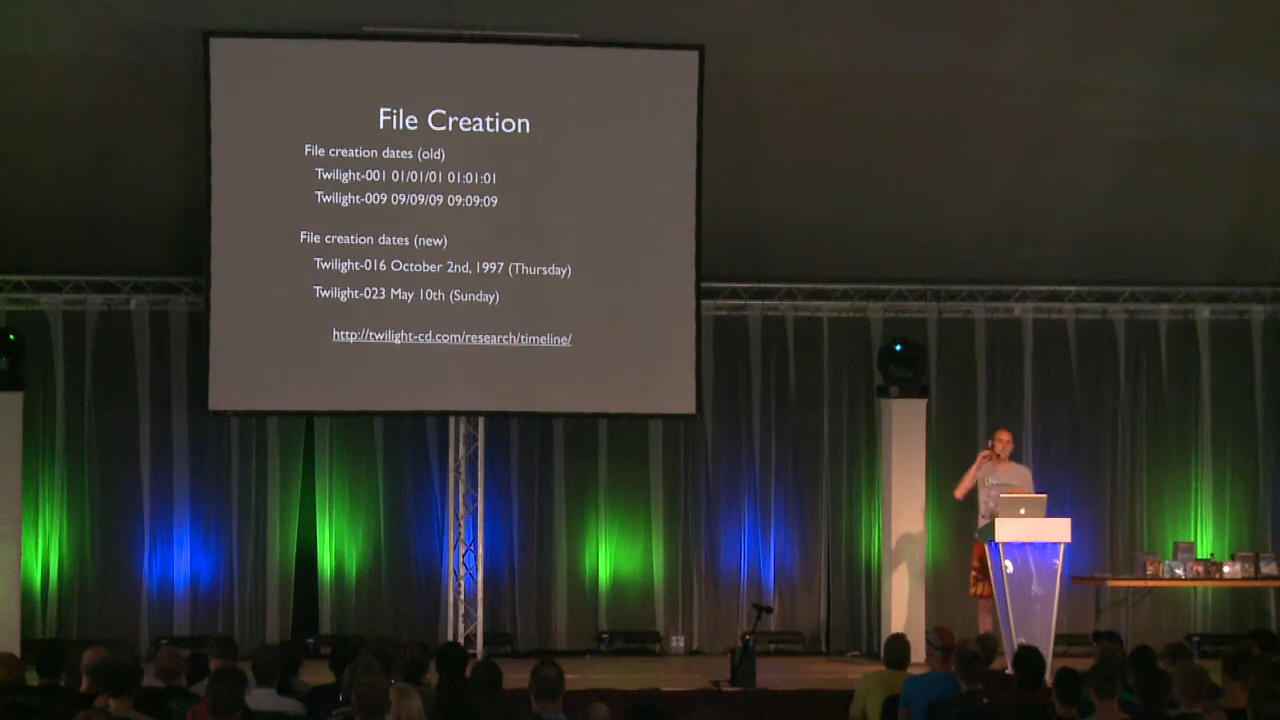 File Creation
File creation dates (old)
Twilight-001 01/01/01 01:01:01
Twilight-009 09/09/09 09:09:09
File creation dates (new)
Twilight-016 October 2nd, 1997 (Thursday)
Twilight-023 May 10th (Sunday)
http://twilight-cd.com/research/timeline/